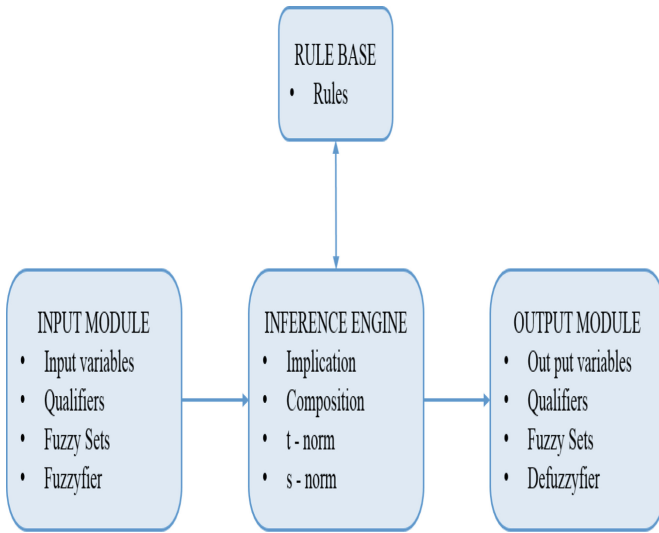 RULE BASE
• Rules
INPUT MODULE
• Input variables
• Qualifiers
• Fuzzy Sets
• Fuzzyfier
INFERENCE ENGINE
• Implication
• Composition
• t - norm
• s - norm
OUTPUT MODULE
• Out put variables
• Qualifiers
• Fuzzy Sets
• Defuzzyfier